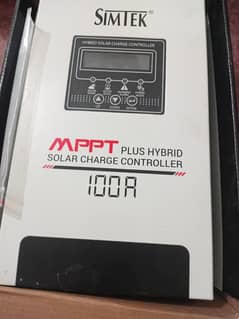 SIMTEK®
HYBRID SOLAR CHARGE CONTROLLER
MPPT PLUS HYBRID
SOLAR CHARGE CONTROLLER
100A